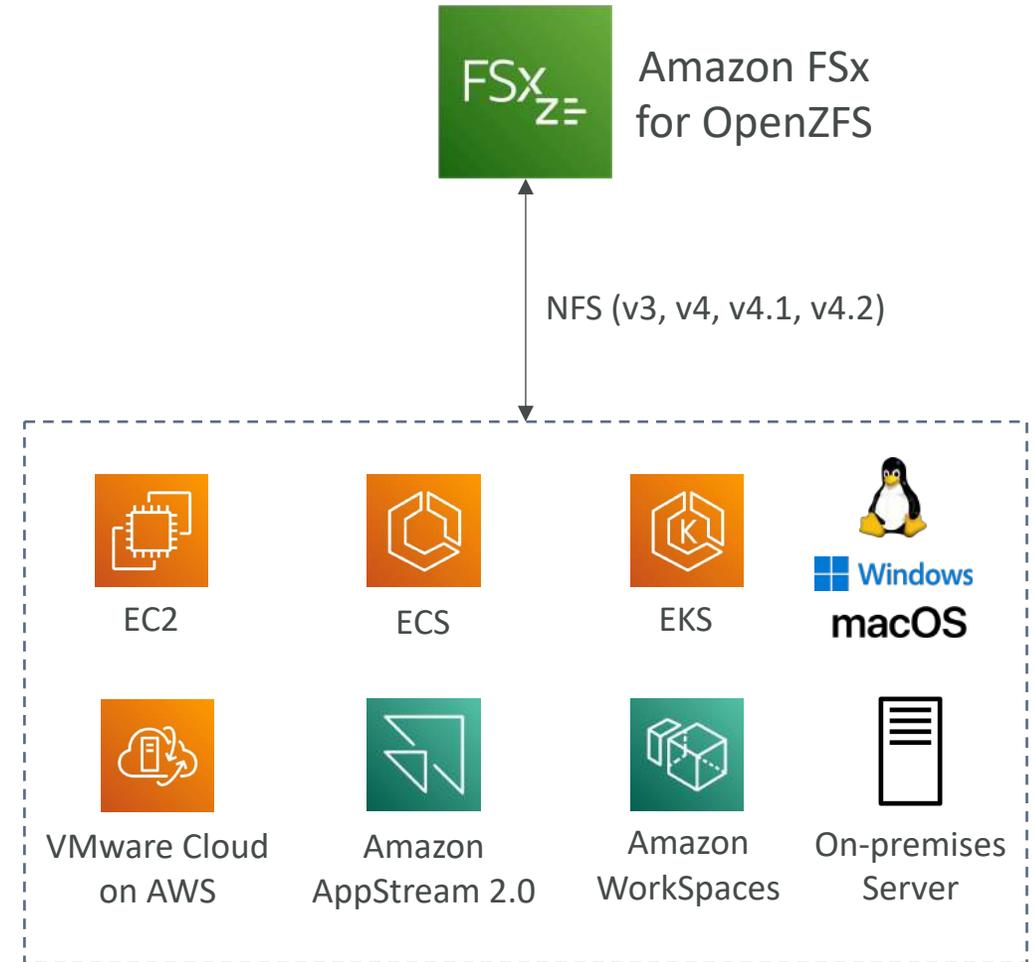 FSx
Z
Amazon FSx
for OpenZFS
NFS (v3, v4, v4.1, v4.2)
EC2
ECS
K
EKS
Windows
macOS
VMware Cloud
on AWS
Amazon
AppStream 2.0
Amazon
WorkSpaces
On-premises
Server